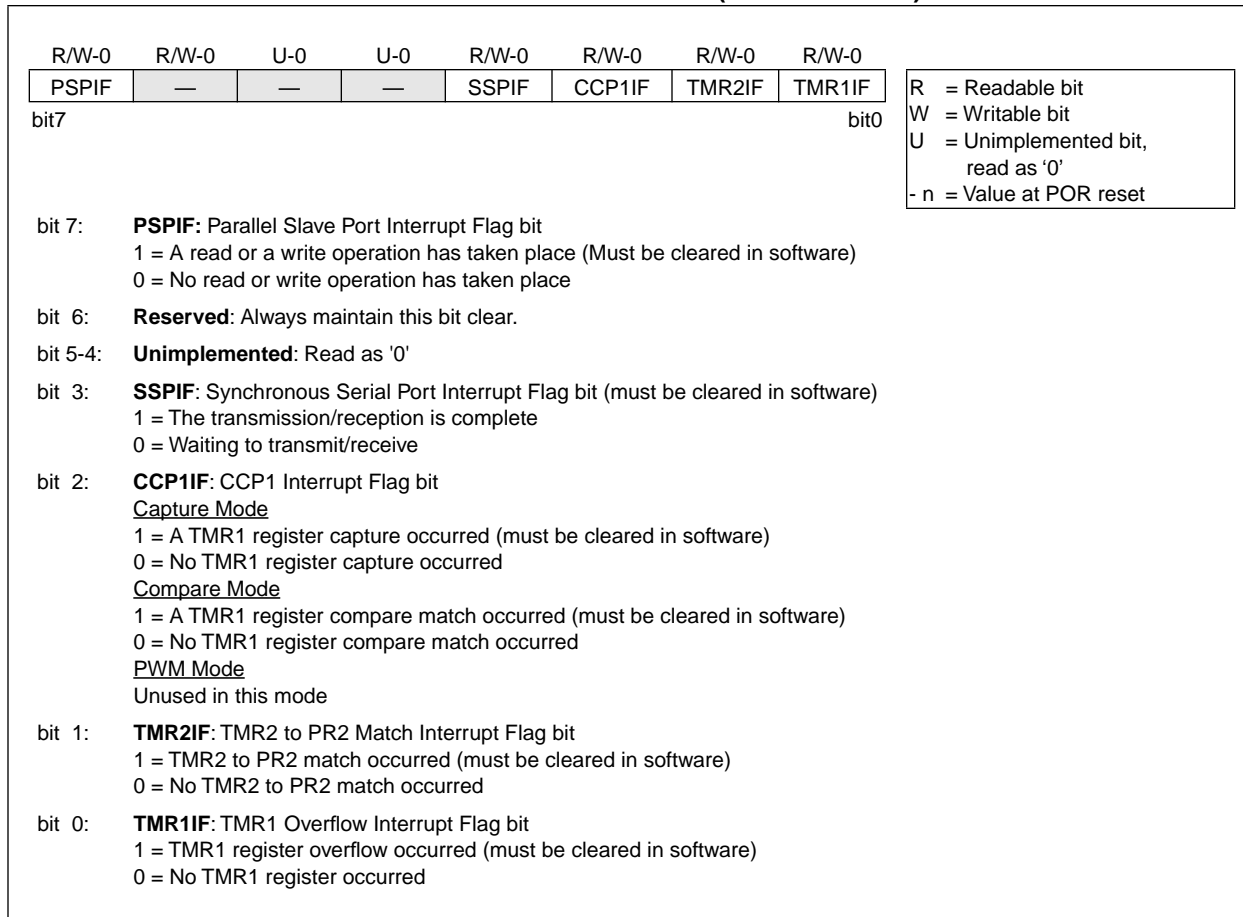 R/W-0 R/W-0 U-0 U-0 R/W-0 R/W-0 R/W-0 R/W-0
PSPIF — — — SSPIF CCP1IF TMR2IF TMR1IF
bit7 bit0
R = Readable bit
W = Writable bit
U = Unimplemented bit,
read as ‘0’
- n = Value at POR reset
bit 7: PSPIF: Parallel Slave Port Interrupt Flag bit
1 = A read or a write operation has taken place (Must be cleared in software)
0 = No read or write operation has taken place
bit 6: Reserved: Always maintain this bit clear.
bit 5-4: Unimplemented: Read as '0'
bit 3: SSPIF: Synchronous Serial Port Interrupt Flag bit (must be cleared in software)
1 = The transmission/reception is complete
0 = Waiting to transmit/receive
bit 2: CCP1IF: CCP1 Interrupt Flag bit
Capture Mode
1 = A TMR1 register capture occurred (must be cleared in software)
0 = No TMR1 register capture occurred
Compare Mode
1 = A TMR1 register compare match occurred (must be cleared in software)
0 = No TMR1 register compare match occurred
PWM Mode
Unused in this mode
bit 1: TMR2IF: TMR2 to PR2 Match Interrupt Flag bit
1 = TMR2 to PR2 match occurred (must be cleared in software)
0 = No TMR2 to PR2 match occurred
bit 0: TMR1IF: TMR1 Overflow Interrupt Flag bit
1 = TMR1 register overflow occurred (must be cleared in software)
0 = No TMR1 register occurred